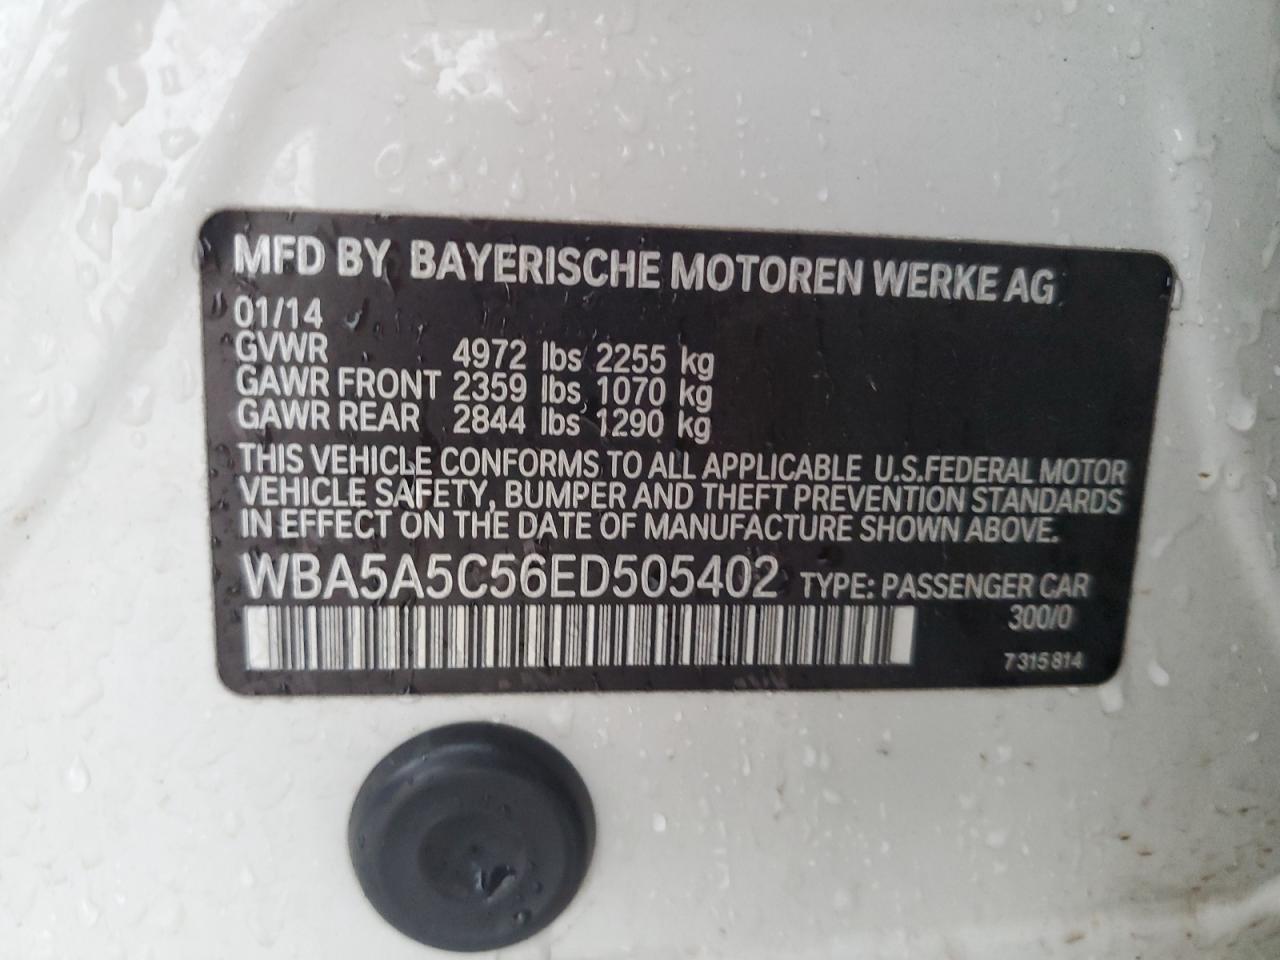 MFD BY BAYERISCHE MOTOREN WERKE AG
01/14
GVWR 4972 lbs 2255 kg
GAWR FRONT 2359 lbs 1070 kg
GAWR REAR 2844 lbs 1290 kg
THIS VEHICLE CONFORMS TO ALL APPLICABLE U.S.FEDERAL MOTOR
VEHICLE SAFETY, BUMPER AND THEFT PREVENTION STANDARDS
IN EFFECT ON THE DATE OF MANUFACTURE SHOWN ABOVE.
WBA5A5C56ED505402 TYPE: PASSENGER CAR
300/0
7315814